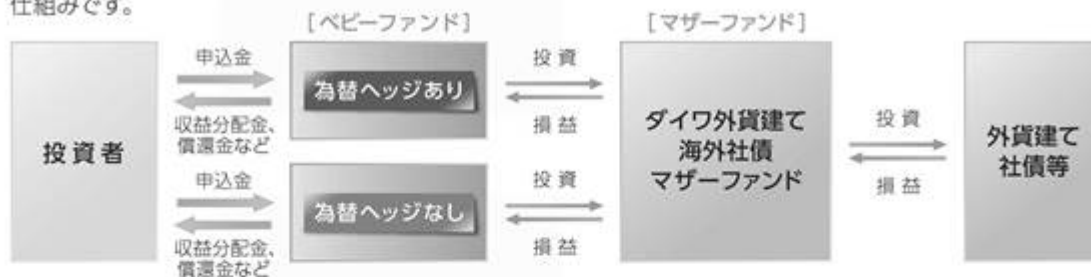 仕組みです。
[ベビーファンド]
[マザーファンド]
投資者
申込金
収益分配金、
償還金など
申込金
収益分配金、
償還金など
為替ヘッジあり
為替ヘッジなし
投資
損益
投資
損益
ダイワ外貨建て
海外社債
マザーファンド
投資
損益
外貨建て
社債等